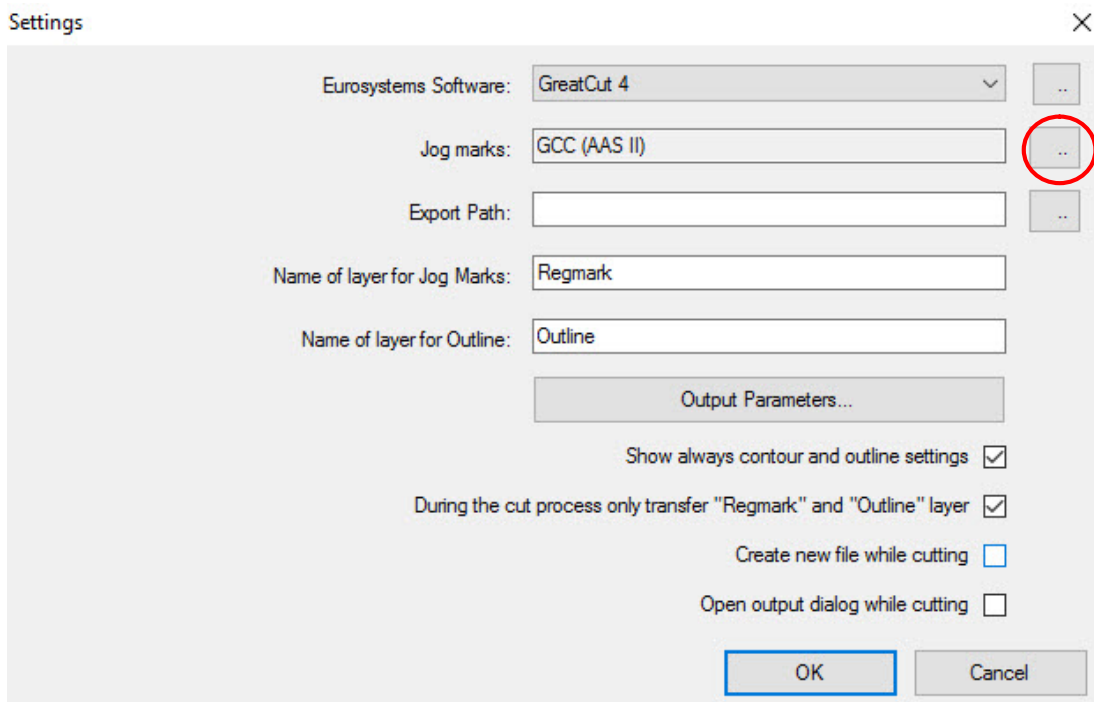 Settings
Eurosystems Software: GreatCut 4 ..
Jog marks: GCC (AAS II) ..
Export Path: ..
Name of layer for Jog Marks: Regmark
Name of layer for Outline: Outline
Output Parameters...
Show always contour and outline settings
During the cut process only transfer "Regmark" and "Outline" layer
Create new file while cutting
Open output dialog while cutting
OK Cancel